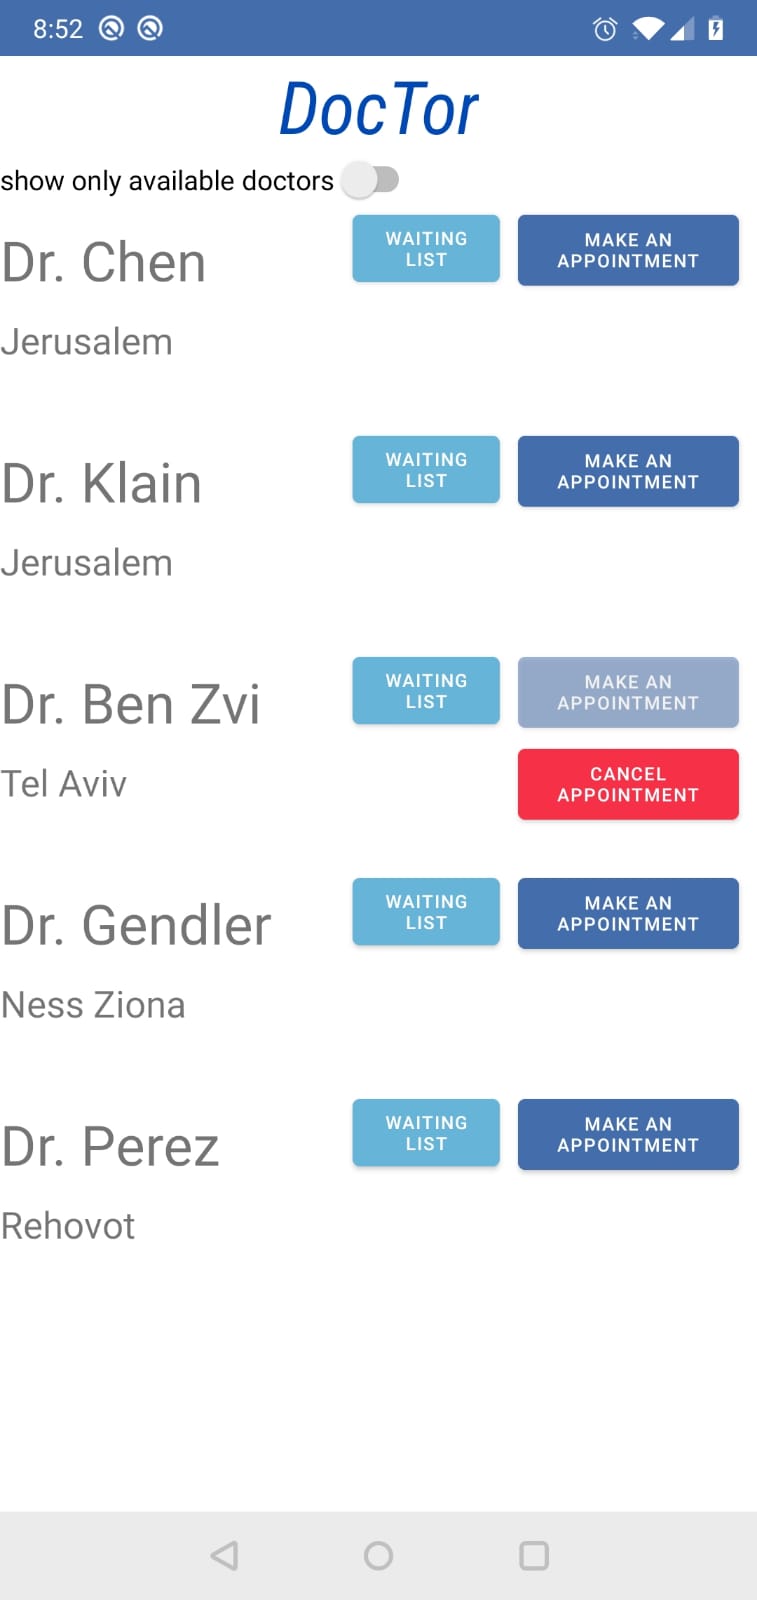 8:52
DocTor
show only available doctors
Dr. Chen
WAITING
LIST
MAKE AN
APPOINTMENT
Jerusalem
Dr. Klain
WAITING
LIST
MAKE AN
APPOINTMENT
Jerusalem
Dr. Ben Zvi
WAITING
LIST
MAKE AN
APPOINTMENT
Tel Aviv
CANCEL
APPOINTMENT
Dr. Gendler
WAITING
LIST
MAKE AN
APPOINTMENT
Ness Ziona
Dr. Perez
WAITING
LIST
MAKE AN
APPOINTMENT
Rehovot